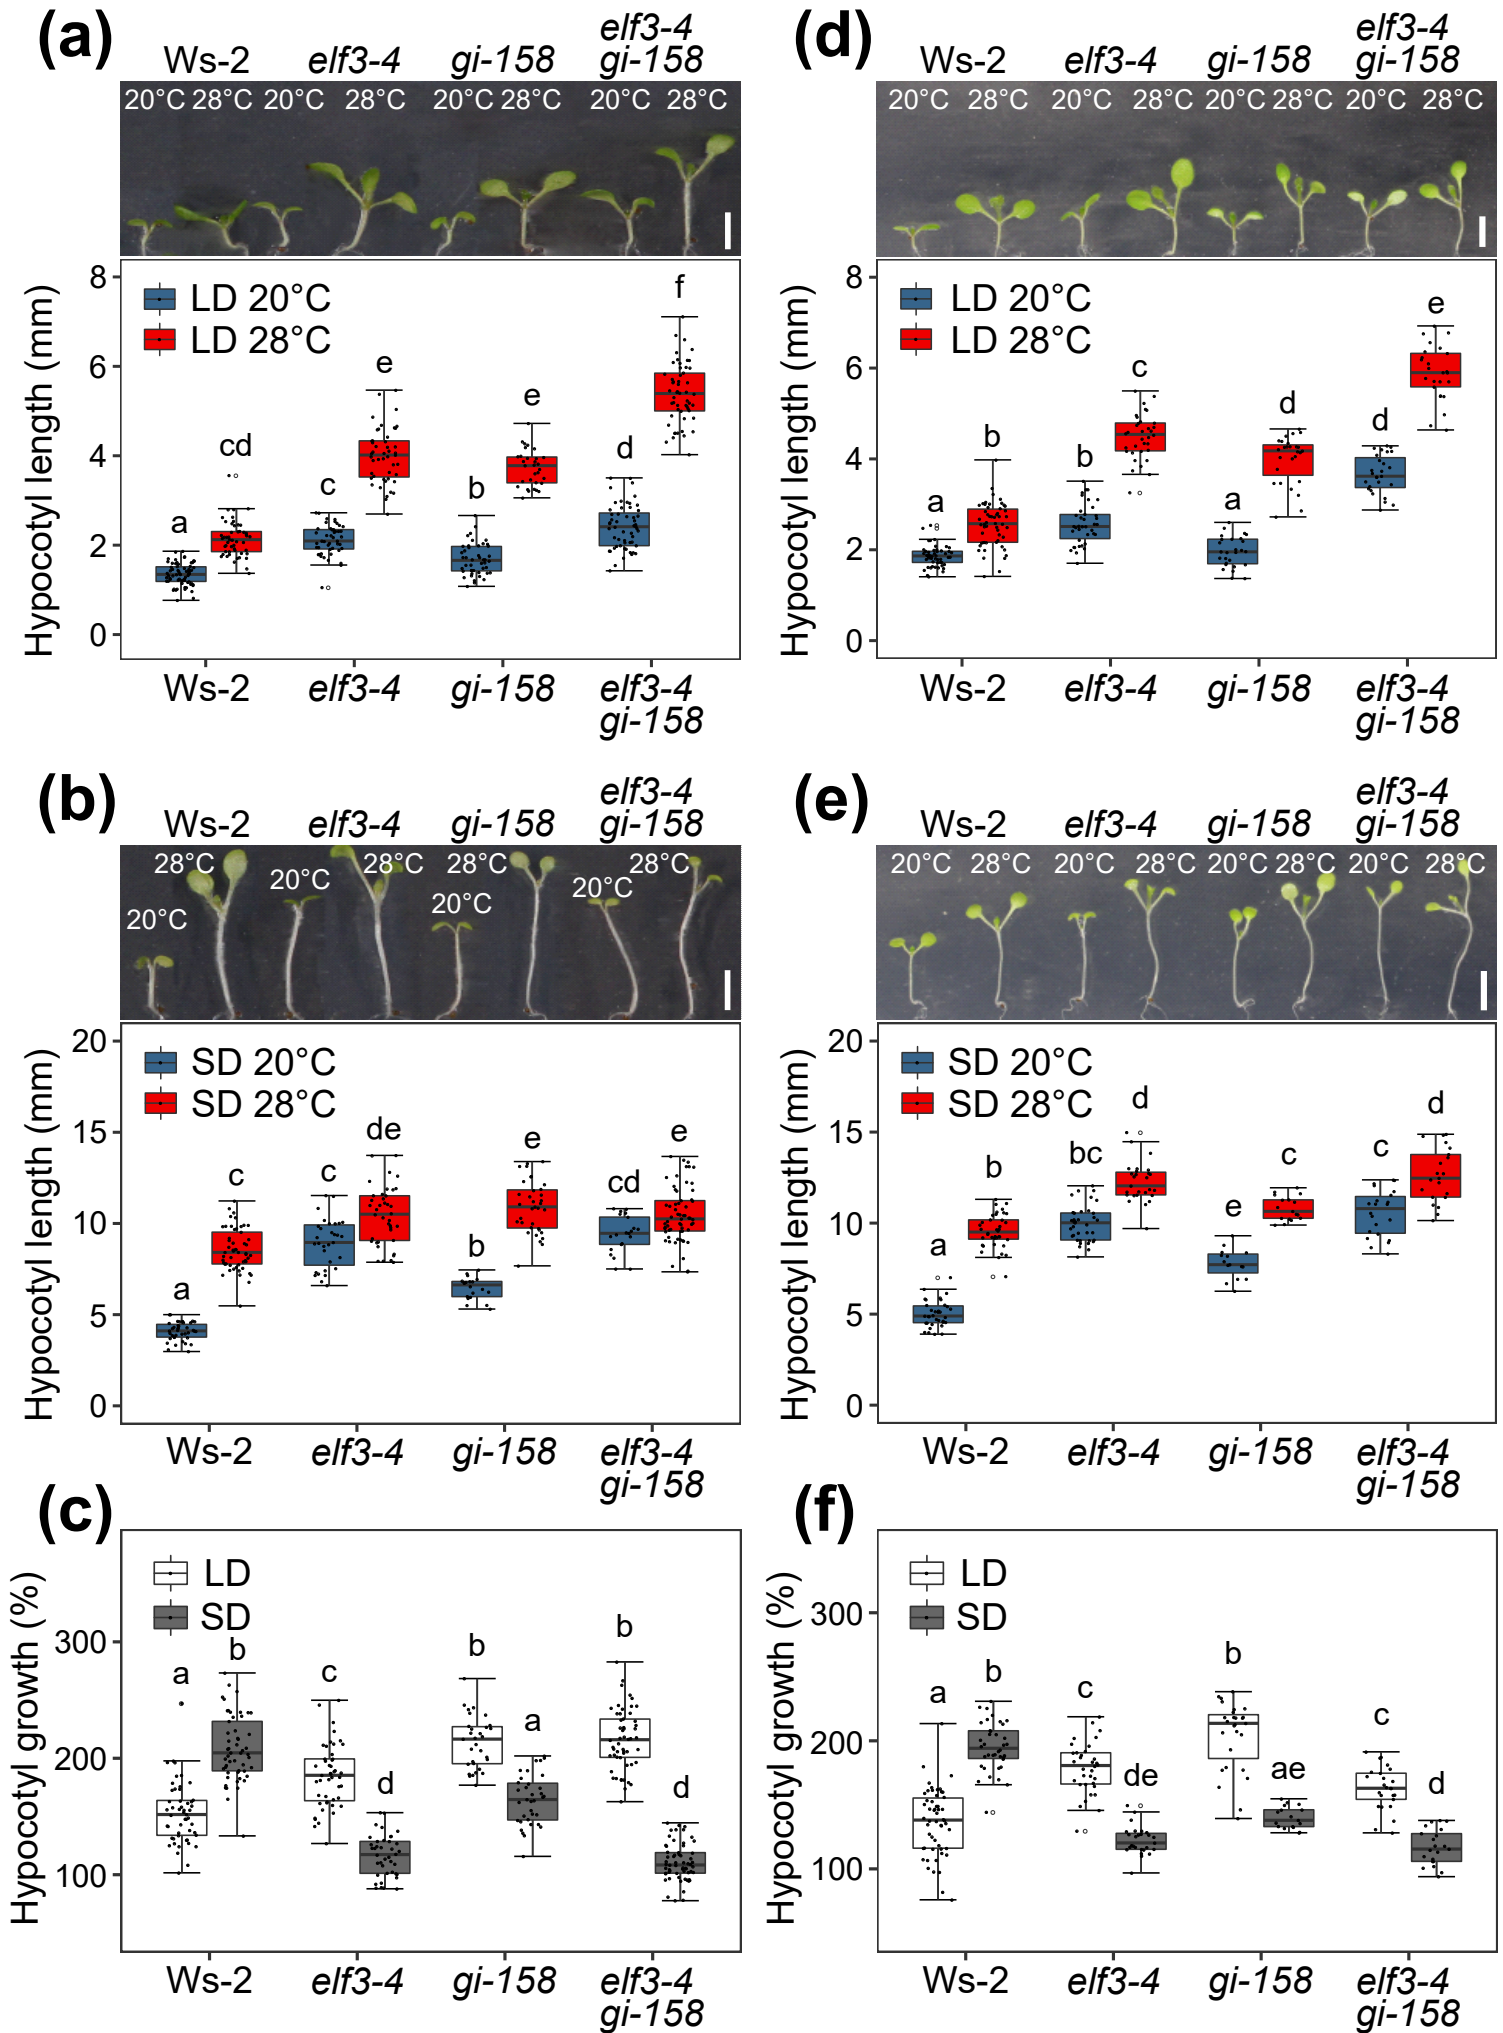 (a)
Ws-2 elf3-4 gi-158 elf3-4
gi-158
20°C 28°C 20°C 28°C 20°C 28°C 20°C 28°C
Hypocotyl length (mm)
8
6
4
2
0
LD 20°C
LD 28°C
a cd c e b e d f
Ws-2 elf3-4 gi-158 elf3-4
gi-158
(d)
Ws-2 elf3-4 gi-158 elf3-4
gi-158
20°C 28°C 20°C 28°C 20°C 28°C 20°C 28°C
Hypocotyl length (mm)
8
6
4
2
0
LD 20°C
LD 28°C
a b b c a d d e
Ws-2 elf3-4 gi-158 elf3-4
gi-158
(b)
Ws-2 elf3-4 gi-158 elf3-4
gi-158
20°C 28°C 20°C 28°C 20°C 28°C 20°C 28°C
Hypocotyl length (mm)
20
15
10
5
0
SD 20°C
SD 28°C
a c c de b e cd e
Ws-2 elf3-4 gi-158 elf3-4
gi-158
(e)
Ws-2 elf3-4 gi-158 elf3-4
gi-158
20°C 28°C 20°C 28°C 20°C 28°C 20°C 28°C
Hypocotyl length (mm)
20
15
10
5
0
SD 20°C
SD 28°C
a b bc d e c c d
Ws-2 elf3-4 gi-158 elf3-4
gi-158
(c)
Hypocotyl growth (%)
300
200
100
LD
SD
a b c d b a b d
Ws-2 elf3-4 gi-158 elf3-4
gi-158
(f)
Hypocotyl growth (%)
300
200
100
LD
SD
a b c de b ae c d
Ws-2 elf3-4 gi-158 elf3-4
gi-158